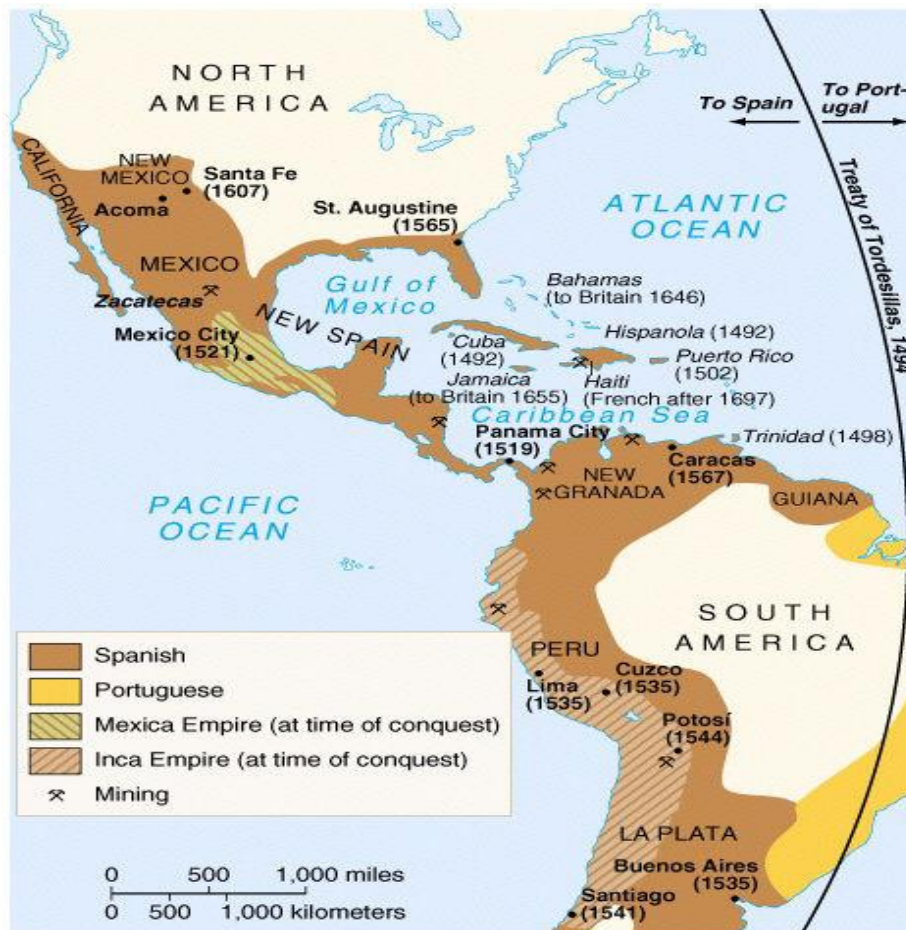 NORTH
AMERICA
To Spain
To Port-
ugal
Treaty of Tordesillas, 1494
CALIFORNIA
NEW
MEXICO
Santa Fe
(1607)
Acoma
St. Augustine
(1565)
ATLANTIC
OCEAN
MEXICO
Zacatecas
Gulf of
Mexico
Bahamas
(to Britain 1646)
NEW SPAIN
Mexico City
(1521)
Cuba
(1492)
Hispanola (1492)
Puerto Rico
(1502)
Jamaica
(to Britain 1655)
Haiti
(French after 1697)
Caribbean Sea
Panama City
(1519)
Trinidad (1498)
Caracas
(1567)
NEW
GRANADA
GUIANA
PACIFIC
OCEAN
SOUTH
AMERICA
PERU
Lima
(1535)
Cuzco
(1535)
Potosí
(1544)
Spanish
Portuguese
Mexica Empire (at time of conquest)
Inca Empire (at time of conquest)
Mining
LA PLATA
Buenos Aires
(1535)
Santiago
(1541)
0 500 1,000 miles
0 500 1,000 kilometers